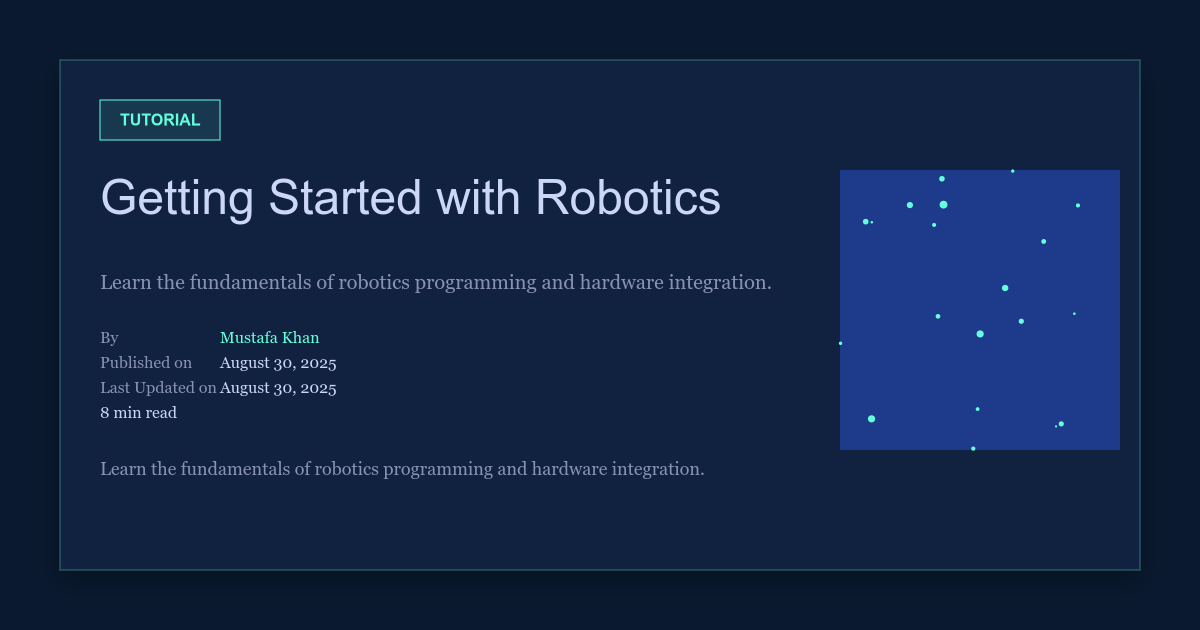 TUTORIAL
Getting Started with Robotics
Learn the fundamentals of robotics programming and hardware integration.
By Mustafa Khan
Published on August 30, 2025
Last Updated on August 30, 2025
8 min read
Learn the fundamentals of robotics programming and hardware integration.